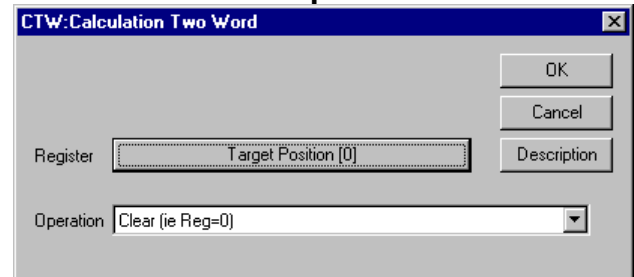 CTW:Calculation Two Word
OK
Cancel
Register Target Position [0] Description
Operation Clear (ie Reg=0)